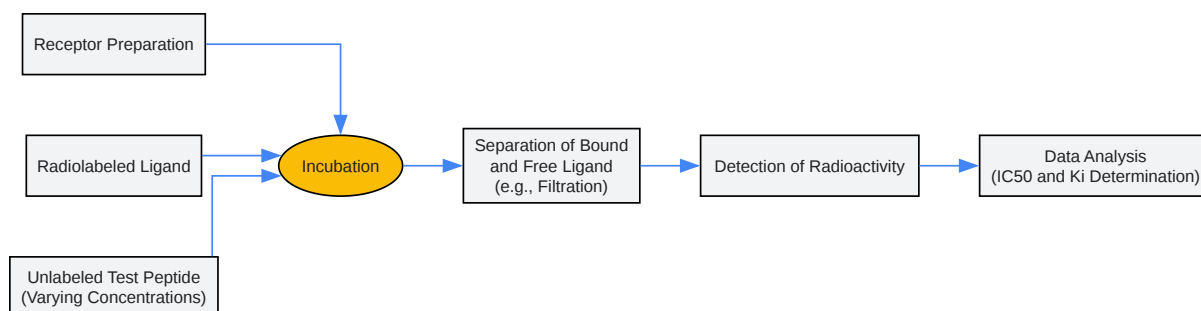 Receptor Preparation
Radiolabeled Ligand
Unlabeled Test Peptide
(Varying Concentrations)
Incubation
Separation of Bound
and Free Ligand
(e.g., Filtration)
Detection of Radioactivity
Data Analysis
(IC50 and Ki Determination)